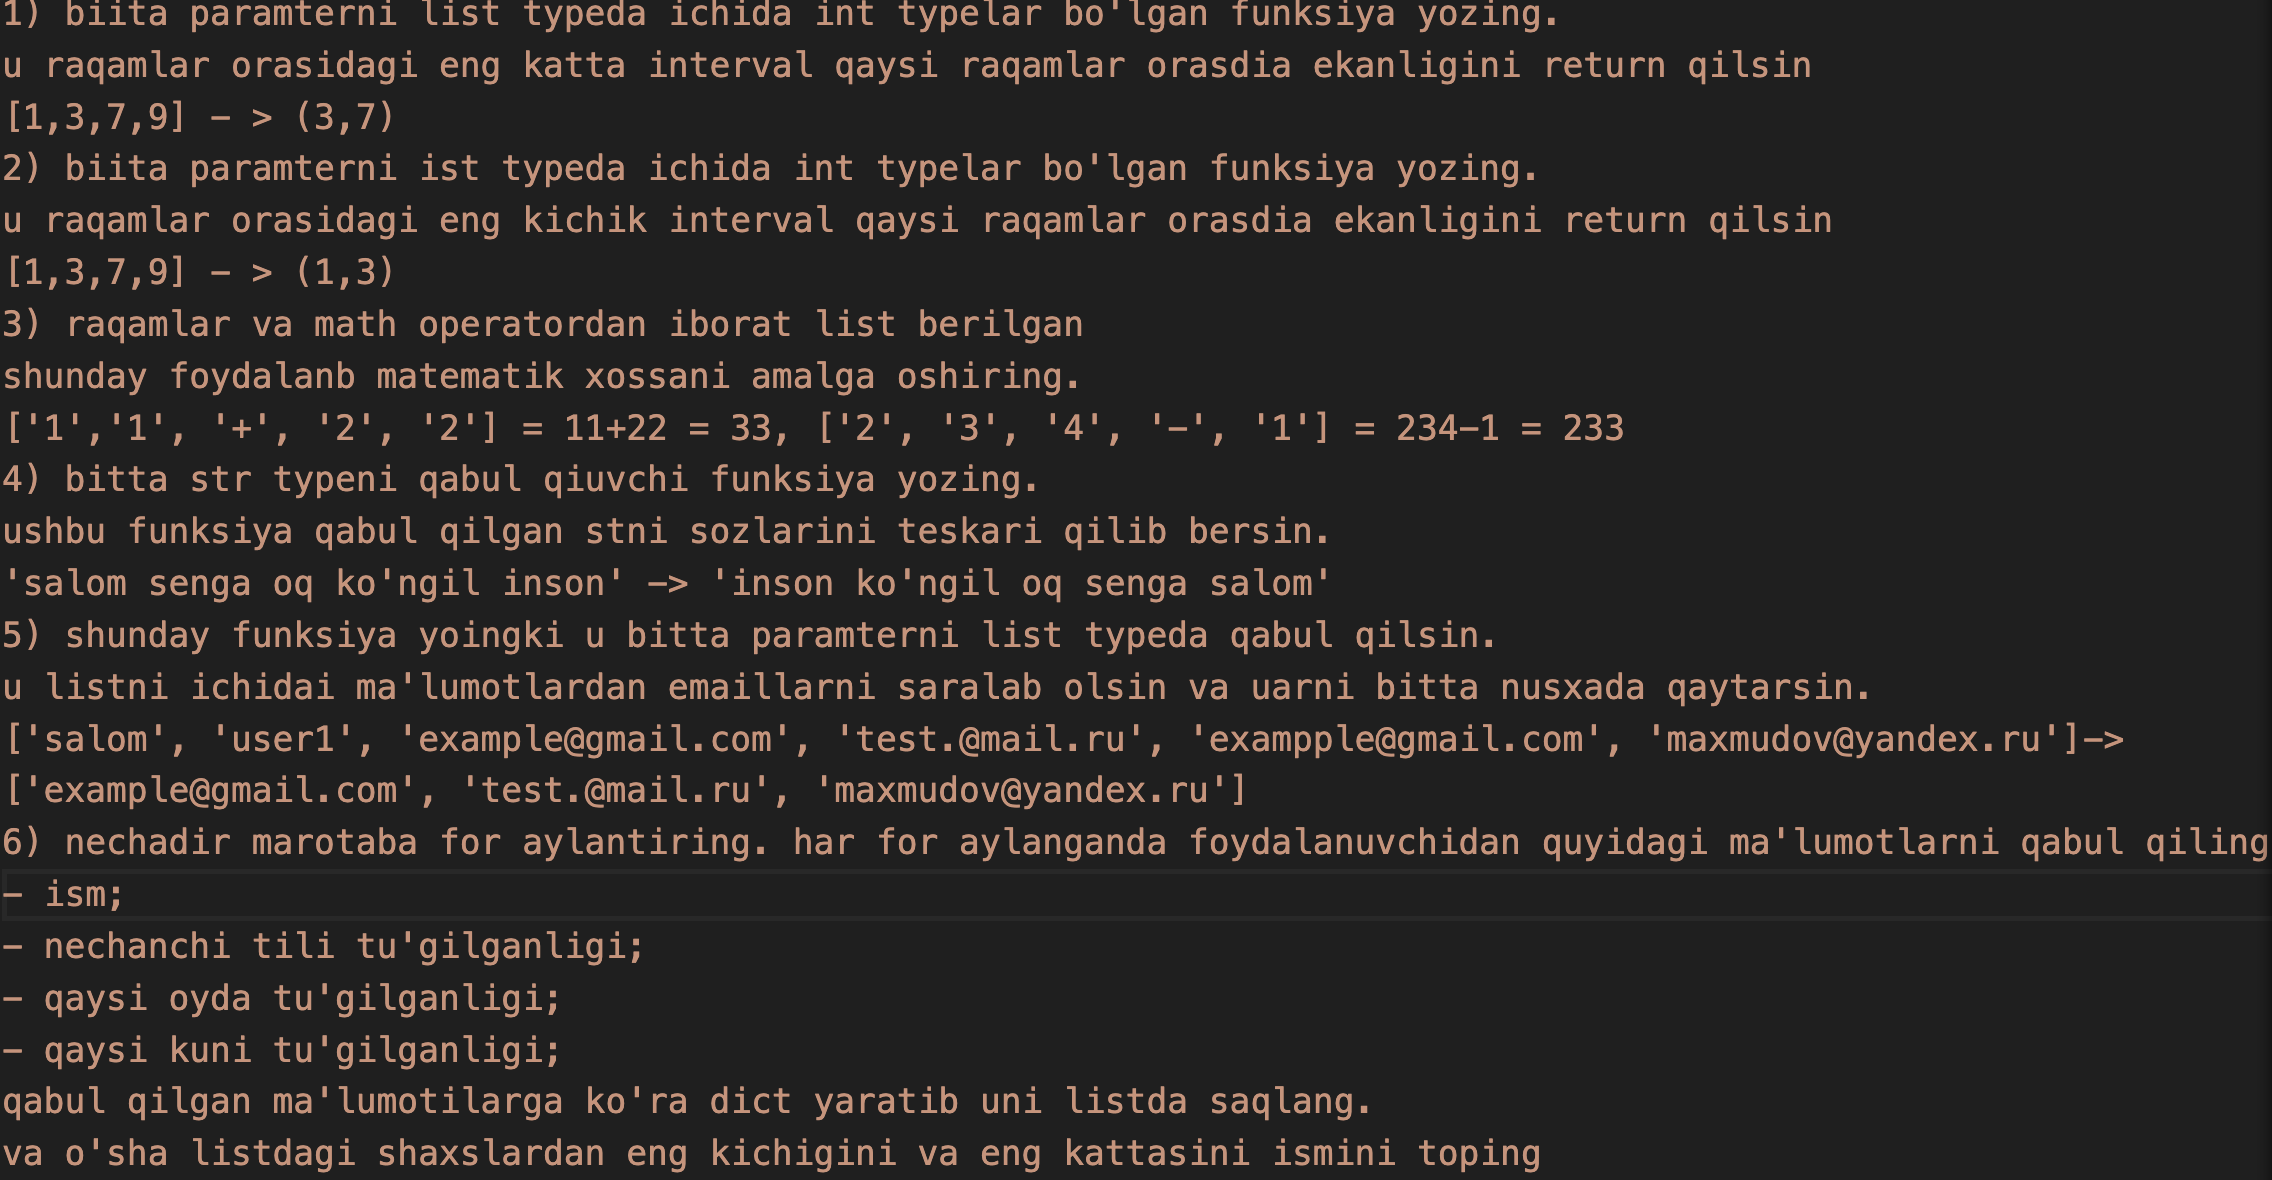 1) biita paramterni list typeda ichida int typelar bo'lgan funksiya yozing.
u raqamlar orasidagi eng katta interval qaysi raqamlar orasdia ekanligini return qilsin
[1,3,7,9] - > (3,7)
2) biita paramterni ist typeda ichida int typelar bo'lgan funksiya yozing.
u raqamlar orasidagi eng kichik interval qaysi raqamlar orasdia ekanligini return qilsin
[1,3,7,9] - > (1,3)
3) raqamlar va math operatordan iborat list berilgan
shunday foydalanb matematik xossani amalga oshiring.
['1','1', '+', '2', '2'] = 11+22 = 33, ['2', '3', '4', '-', '1'] = 234-1 = 233
4) bitta str typeni qabul qiuvchi funksiya yozing.
ushbu funksiya qabul qilgan stni sozlarini teskari qilib bersin.
'salom senga oq ko'ngil inson' -> 'inson ko'ngil oq senga salom'
5) shunday funksiya yoingki u bitta paramterni list typeda qabul qilsin.
u listni ichidai ma'lumotlardan emaillarni saralab olsin va uarni bitta nusxada qaytarsin.
['salom', 'user1', 'example@gmail.com', 'test.@mail.ru', 'exampple@gmail.com', 'maxmudov@yandex.ru']->
['example@gmail.com', 'test.@mail.ru', 'maxmudov@yandex.ru']
6) nechadir marotaba for aylantiring. har for aylanganda foydalanuvchidan quyidagi ma'lumotlarni qabul qiling
- ism;
- nechanchi tili tu'gilganligi;
- qaysi oyda tu'gilganligi;
- qaysi kuni tu'gilganligi;
qabul qilgan ma'lumotilarga ko'ra dict yaratib uni listda saqlang.
va o'sha listdagi shaxslardan eng kichigini va eng kattasini ismini toping